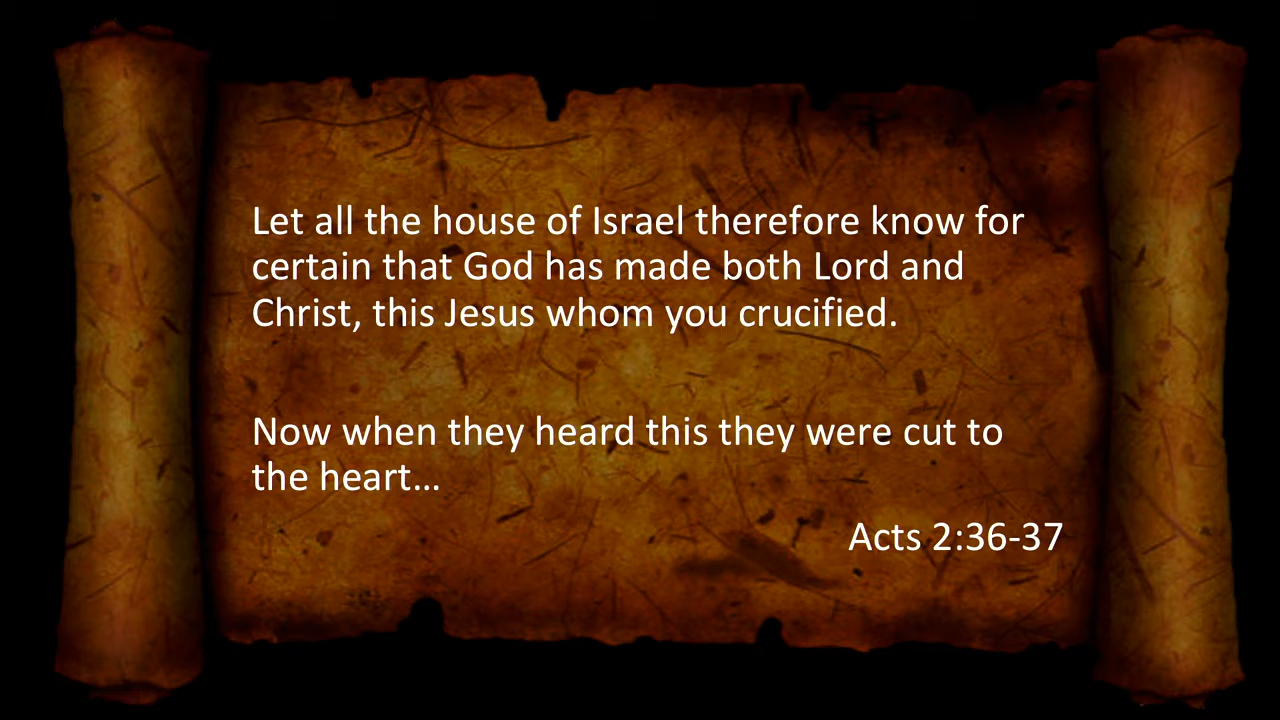 Let all the house of Israel therefore know for
certain that God has made both Lord and
Christ, this Jesus whom you crucified.
Now when they heard this they were cut to
the heart…
Acts 2:36-37